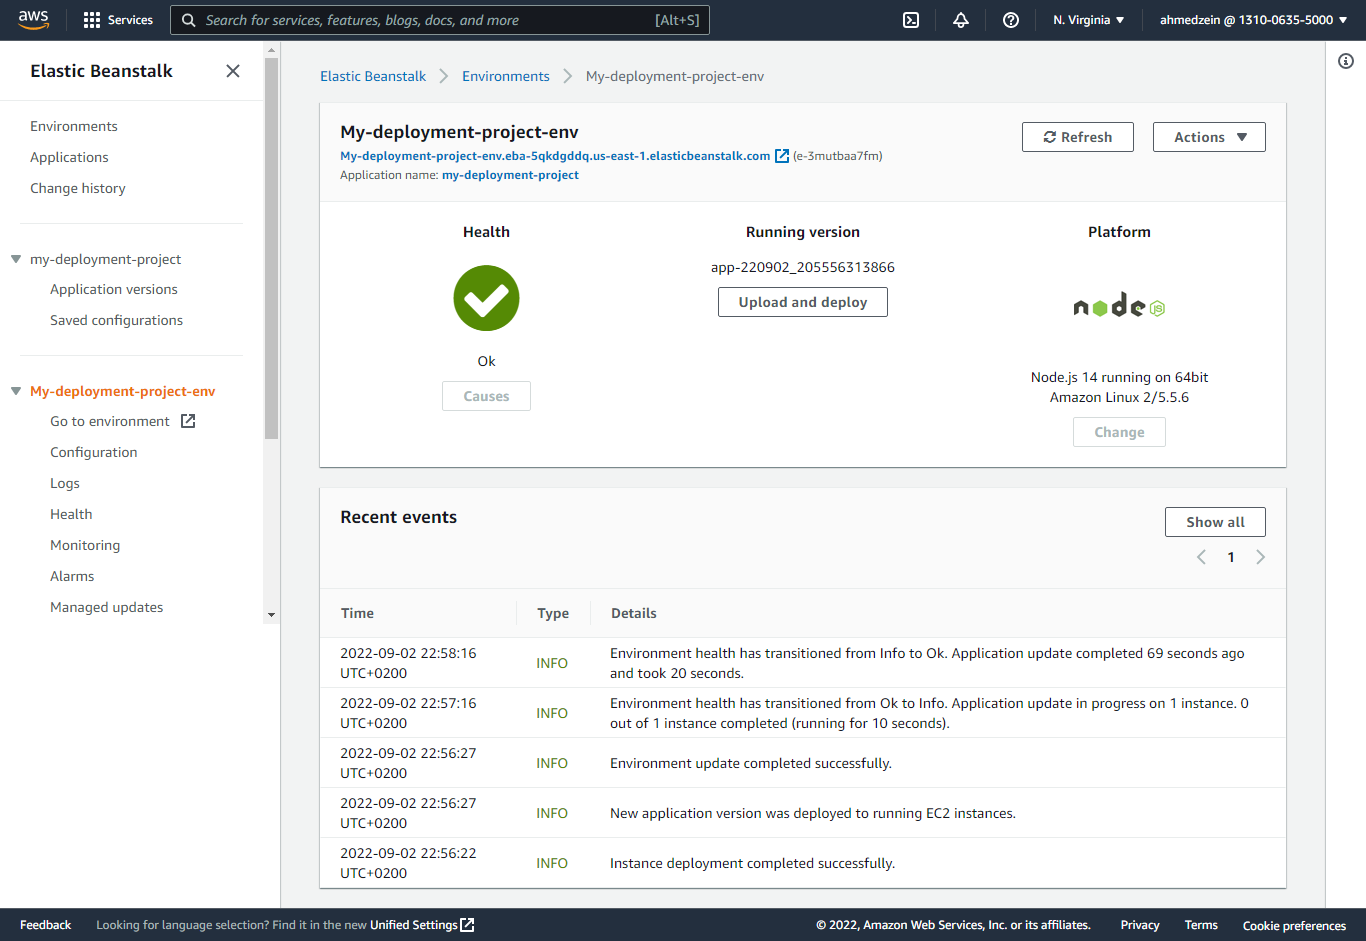 aws
Services
Search for services, features, blogs, docs, and more
[Alt+S]
N. Virginia
ahmedzein @ 1310-0635-5000
Elastic Beanstalk
Environments
Applications
Change history
my-deployment-project
Application versions
Saved configurations
My-deployment-project-env
Go to environment
Configuration
Logs
Health
Monitoring
Alarms
Managed updates
Elastic Beanstalk
Environments
My-deployment-project-env
My-deployment-project-env
My-deployment-project-env.eba-5qkdgddq.us-east-1.elasticbeanstalk.com (e-3mutbaa7fm)
Application name: my-deployment-project
Refresh
Actions
Health
Ok
Causes
Running version
app-220902_205556313866
Upload and deploy
Platform
node JS
Node.js 14 running on 64bit
Amazon Linux 2/5.5.6
Change
Recent events
Show all
1
Time
Type
Details
2022-09-02 22:58:16
UTC+0200
INFO
Environment health has transitioned from Info to Ok. Application update completed 69 seconds ago
and took 20 seconds.
2022-09-02 22:57:16
UTC+0200
INFO
Environment health has transitioned from Ok to Info. Application update in progress on 1 instance. 0
out of 1 instance completed (running for 10 seconds).
2022-09-02 22:56:27
UTC+0200
INFO
Environment update completed successfully.
2022-09-02 22:56:27
UTC+0200
INFO
New application version was deployed to running EC2 instances.
2022-09-02 22:56:22
UTC+0200
INFO
Instance deployment completed successfully.
Feedback
Looking for language selection? Find it in the new Unified Settings
© 2022, Amazon Web Services, Inc. or its affiliates.
Privacy
Terms
Cookie preferences